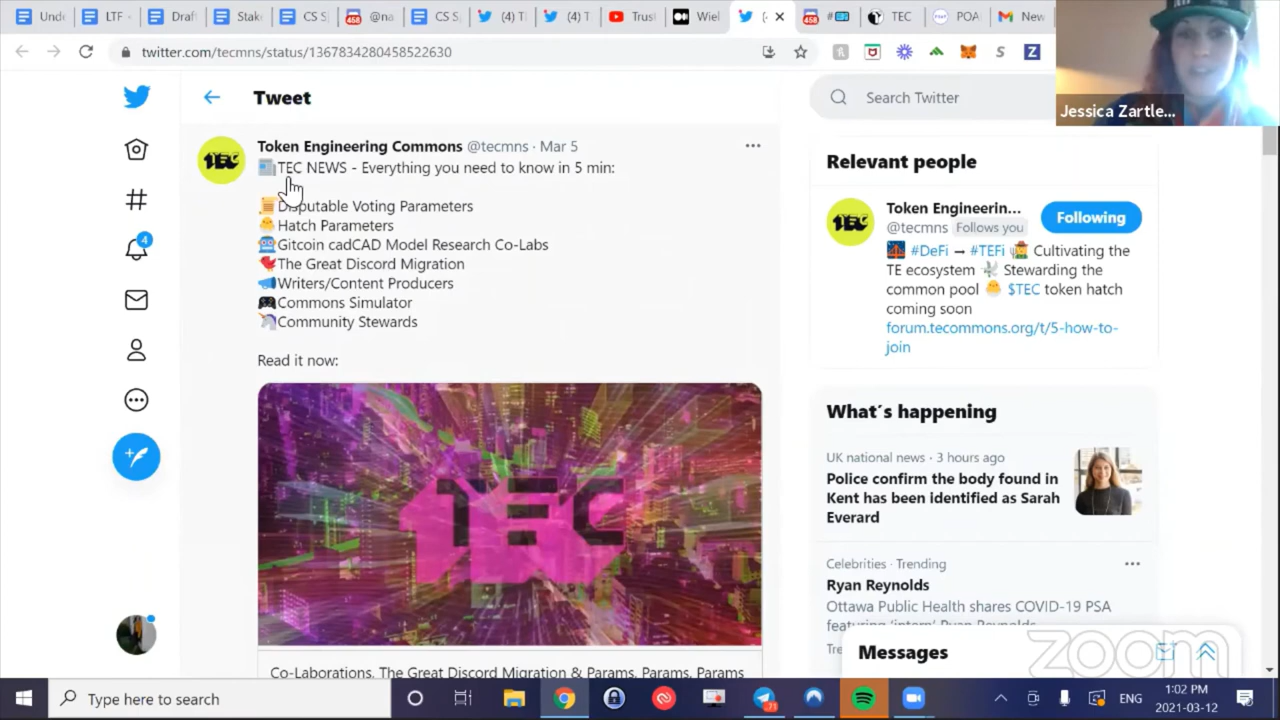 Unde
LTF
Draf
Stak
CS S
@na
CS
(4) T
(4) T
Trus
Wiel
(
#
TEC
POA
New
twitter.com/tecmns/status/1367834280458522630
Tweet
Search Twitter
Jessica Zartle...
Token Engineering Commons @tecmns · Mar 5
TEC NEWS - Everything you need to know in 5 min:
Disputable Voting Parameters
Hatch Parameters
Gitcoin cadCAD Model Research Co-Labs
The Great Discord Migration
Writers/Content Producers
Commons Simulator
Community Stewards
Read it now:
TEC
Co-Laborations, The Great Discord Migration & Params, Params, Params
Relevant people
Token Engineerin...
@tecmns Follows you
Following
#DeFi → #TEFi Cultivating the
TE ecosystem Stewarding the
common pool $TEC token hatch
coming soon
forum.tecommons.org/t/5-how-to-
join
What´s happening
UK national news · 3 hours ago
Police confirm the body found in
Kent has been identified as Sarah
Everard
Celebrities · Trending
Ryan Reynolds
Ottawa Public Health shares COVID-19 PSA
featuring 'intern' Ryan Reynolds
Messages
zoom
Type here to search
ENG
1:02 PM
2021-03-12